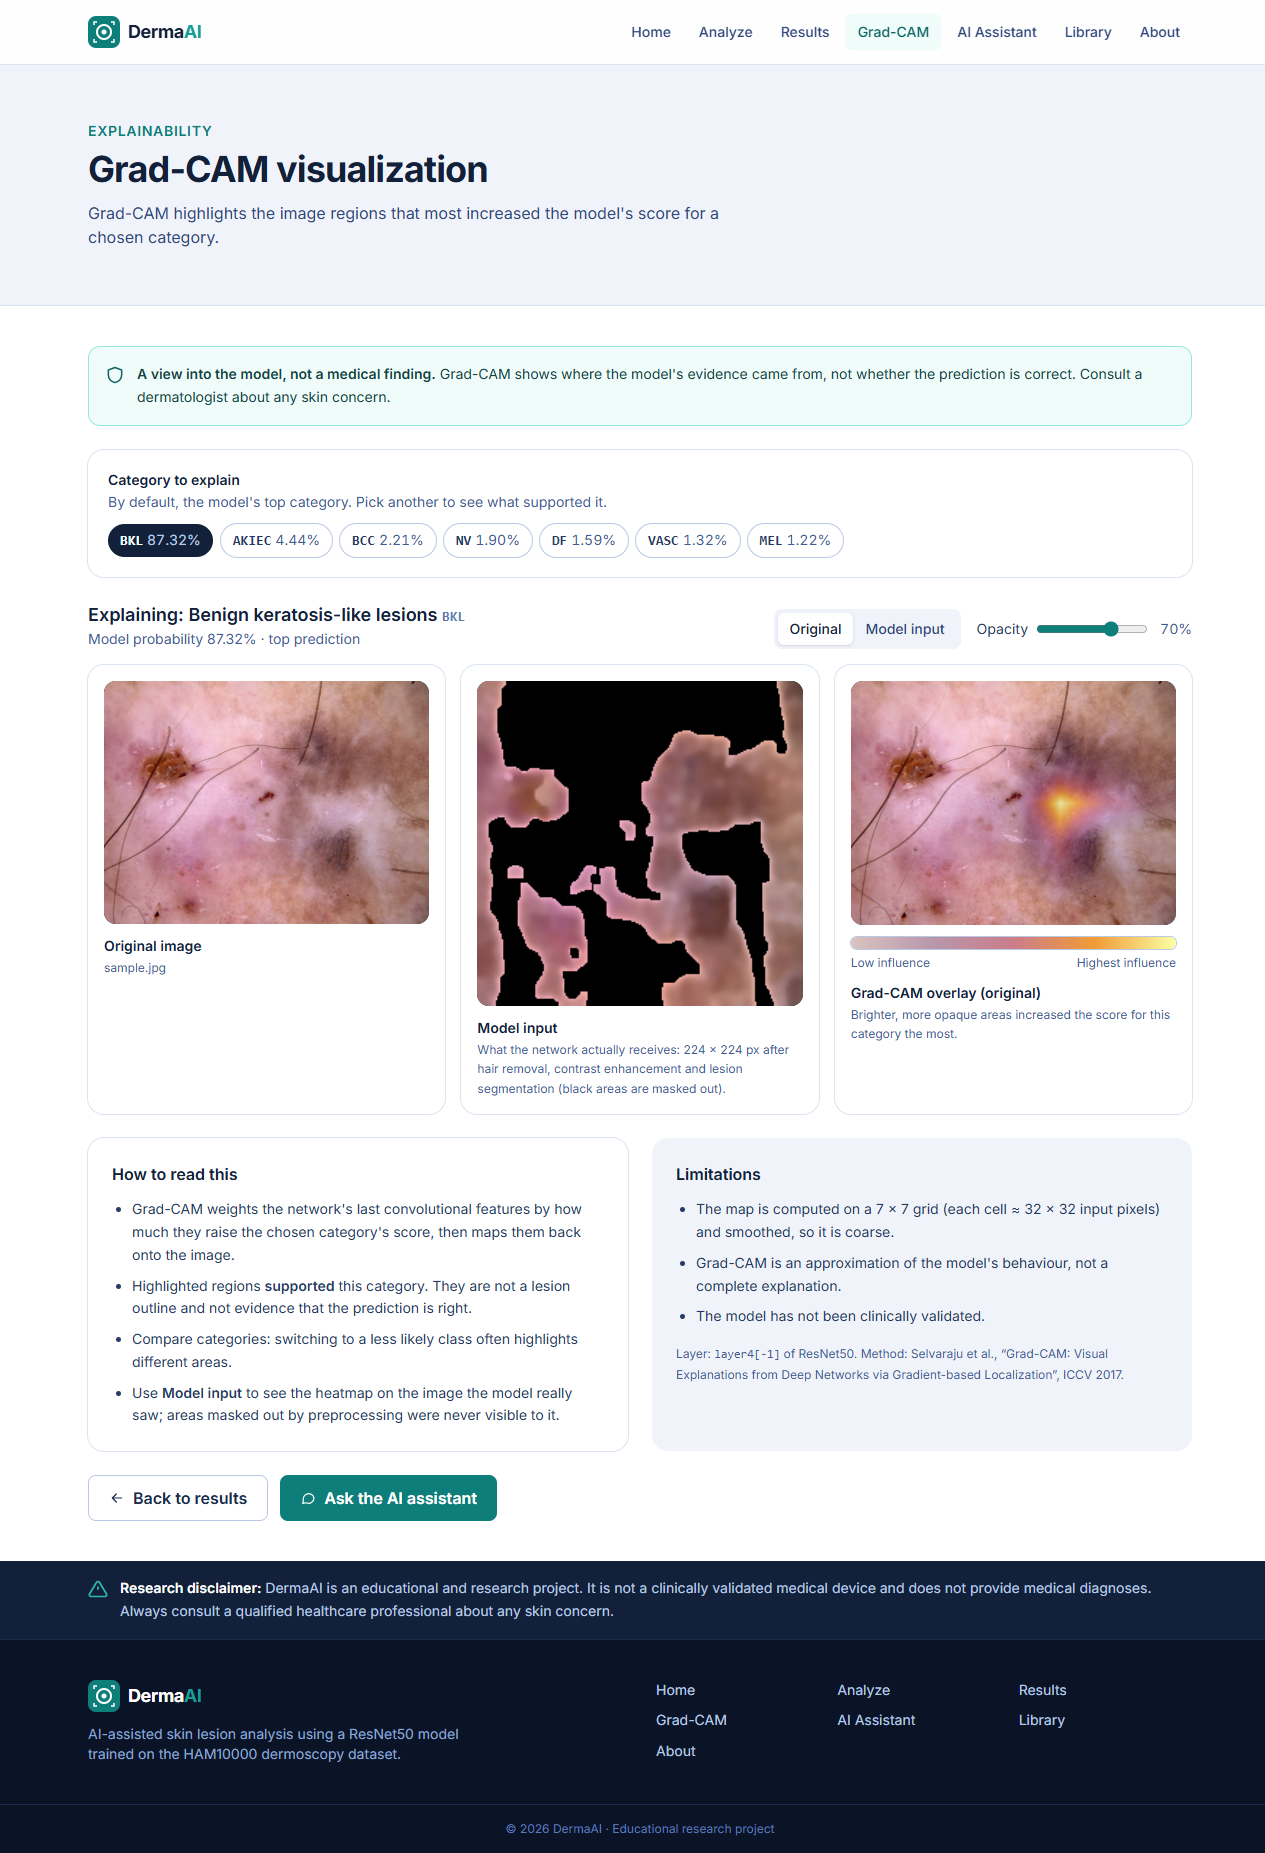 DermaAI
Home
Analyze
Results
Grad-CAM
AI Assistant
Library
About
EXPLAINABILITY
Grad-CAM visualization
Grad-CAM highlights the image regions that most increased the model's score for a
chosen category.
A view into the model, not a medical finding. Grad-CAM shows where the model's evidence came from, not whether the prediction is correct. Consult a
dermatologist about any skin concern.
Category to explain
By default, the model's top category. Pick another to see what supported it.
BKL 87.32%
AKIEC 4.44%
BCC 2.21%
NV 1.90%
DF 1.59%
VASC 1.32%
MEL 1.22%
Explaining: Benign keratosis-like lesions BKL
Model probability 87.32% · top prediction
Original
Model input
Opacity
70%
Original image
sample.jpg
Model input
What the network actually receives: 224 × 224 px after
hair removal, contrast enhancement and lesion
segmentation (black areas are masked out).
Low influence
Highest influence
Grad-CAM overlay (original)
Brighter, more opaque areas increased the score for this
category the most.
How to read this
• Grad-CAM weights the network's last convolutional features by how
much they raise the chosen category's score, then maps them back
onto the image.
• Highlighted regions supported this category. They are not a lesion
outline and not evidence that the prediction is right.
• Compare categories: switching to a less likely class often highlights
different areas.
• Use Model input to see the heatmap on the image the model really
saw; areas masked out by preprocessing were never visible to it.
Limitations
• The map is computed on a 7 × 7 grid (each cell ≈ 32 × 32 input pixels)
and smoothed, so it is coarse.
• Grad-CAM is an approximation of the model's behaviour, not a
complete explanation.
• The model has not been clinically validated.
Layer: layer4[-1] of ResNet50. Method: Selvaraju et al., “Grad-CAM: Visual
Explanations from Deep Networks via Gradient-based Localization”, ICCV 2017.
← Back to results
Ask the AI assistant
Research disclaimer: DermaAI is an educational and research project. It is not a clinically validated medical device and does not provide medical diagnoses.
Always consult a qualified healthcare professional about any skin concern.
DermaAI
AI-assisted skin lesion analysis using a ResNet50 model
trained on the HAM10000 dermoscopy dataset.
Home
Analyze
Results
Grad-CAM
AI Assistant
Library
About
© 2026 DermaAI · Educational research project